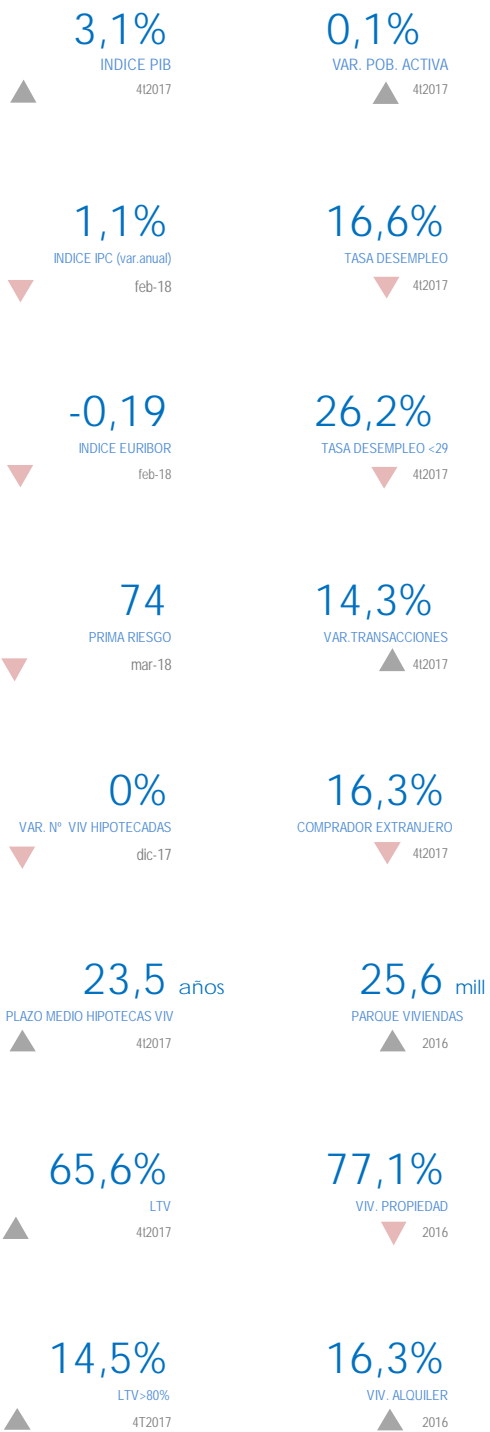 3,1%
INDICE PIB
4t2017
0,1%
VAR. POB. ACTIVA
4t2017
1,1%
INDICE IPC (var.anual)
feb-18
16,6%
TASA DESEMPLEO
4t2017
-0,19
INDICE EURIBOR
feb-18
26,2%
TASA DESEMPLEO <29
4t2017
74
PRIMA RIESGO
mar-18
14,3%
VAR.TRANSACCIONES
4t2017
0%
VAR. Nº VIV HIPOTECADAS
dic-17
16,3%
COMPRADOR EXTRANJERO
4t2017
23,5 años
PLAZO MEDIO HIPOTECAS VIV
4t2017
25,6 mill
PARQUE VIVIENDAS
2016
65,6%
LTV
4t2017
77,1%
VIV. PROPIEDAD
2016
14,5%
LTV>80%
4T2017
16,3%
VIV. ALQUILER
2016